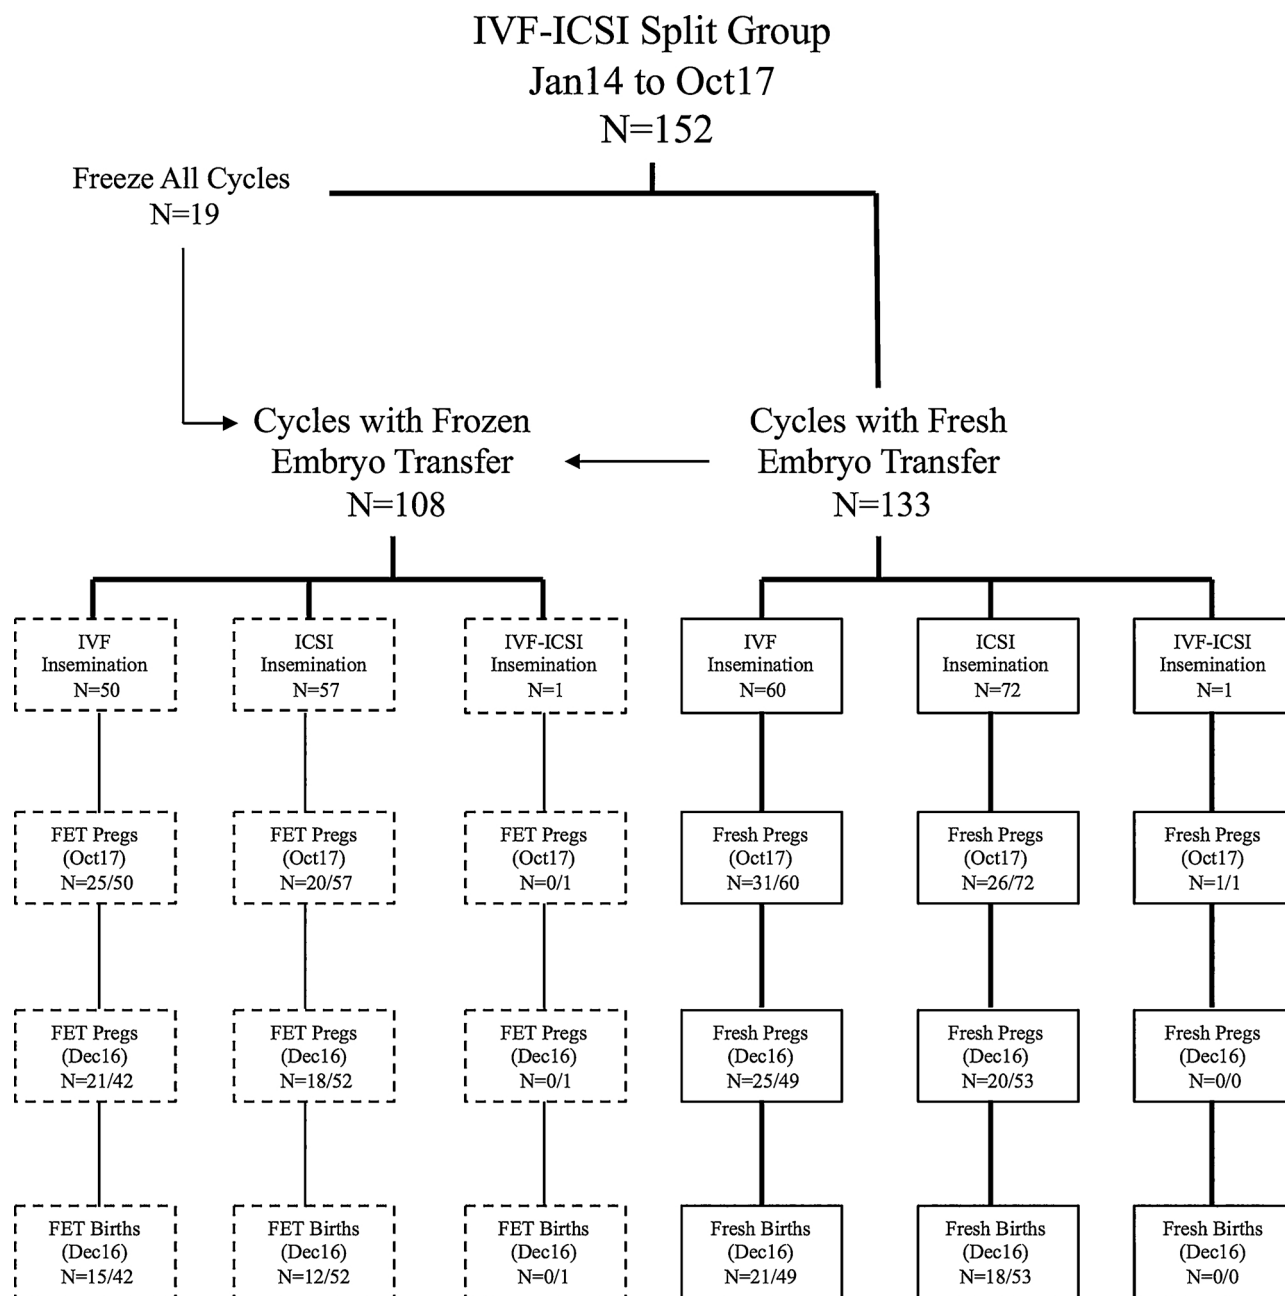 IVF-ICSI Split Group
Jan14 to Oct17
N=152
Freeze All Cycles
N=19
Cycles with Frozen
Embryo Transfer
N=108
Cycles with Fresh
Embryo Transfer
N=133
IVF
Insemination
N=50
ICSI
Insemination
N=57
IVF-ICSI
Insemination
N=1
IVF
Insemination
N=60
ICSI
Insemination
N=72
IVF-ICSI
Insemination
N=1
FET Pregs
(Oct17)
N=25/50
FET Pregs
(Oct17)
N=20/57
FET Pregs
(Oct17)
N=0/1
Fresh Pregs
(Oct17)
N=31/60
Fresh Pregs
(Oct17)
N=26/72
Fresh Pregs
(Oct17)
N=1/1
FET Pregs
(Dec16)
N=21/42
FET Pregs
(Dec16)
N=18/52
FET Pregs
(Dec16)
N=0/1
Fresh Pregs
(Dec16)
N=25/49
Fresh Pregs
(Dec16)
N=20/53
Fresh Pregs
(Dec16)
N=0/0
FET Births
(Dec16)
N=15/42
FET Births
(Dec16)
N=12/52
FET Births
(Dec16)
N=0/1
Fresh Births
(Dec16)
N=21/49
Fresh Births
(Dec16)
N=18/53
Fresh Births
(Dec16)
N=0/0